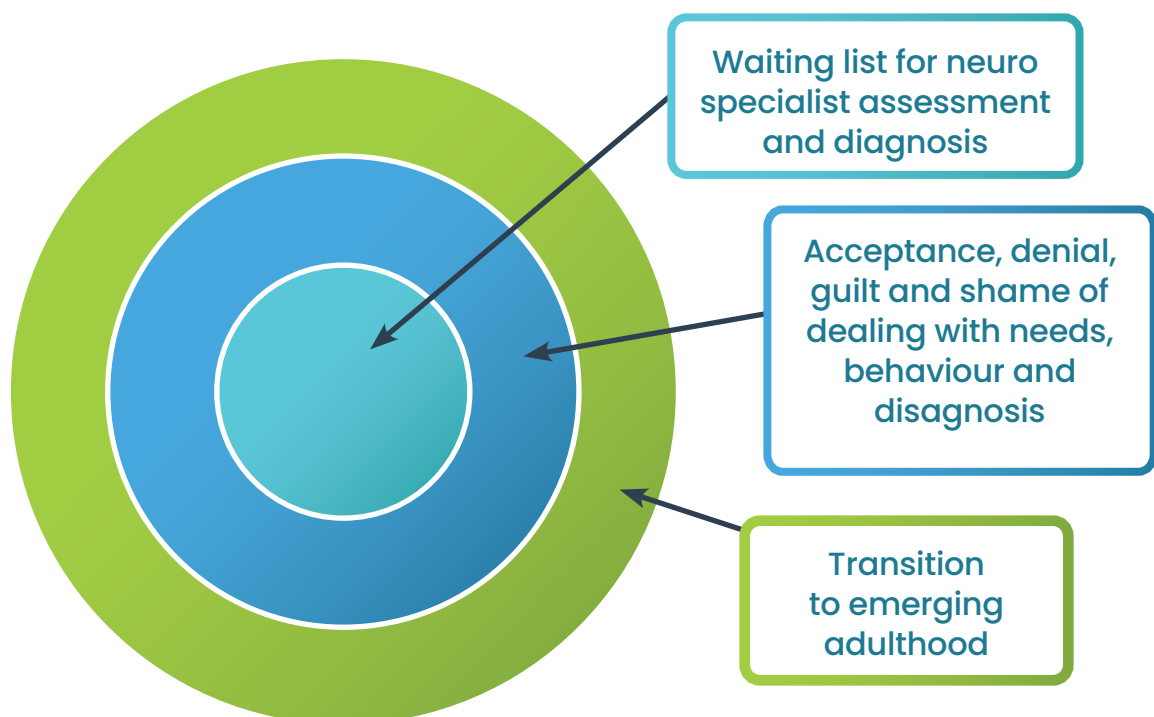 Waiting list for neuro
specialist assessment
and diagnosis
Acceptance, denial,
guilt and shame of
dealing with needs,
behaviour and
disagnosis
Transition
to emerging
adulthood